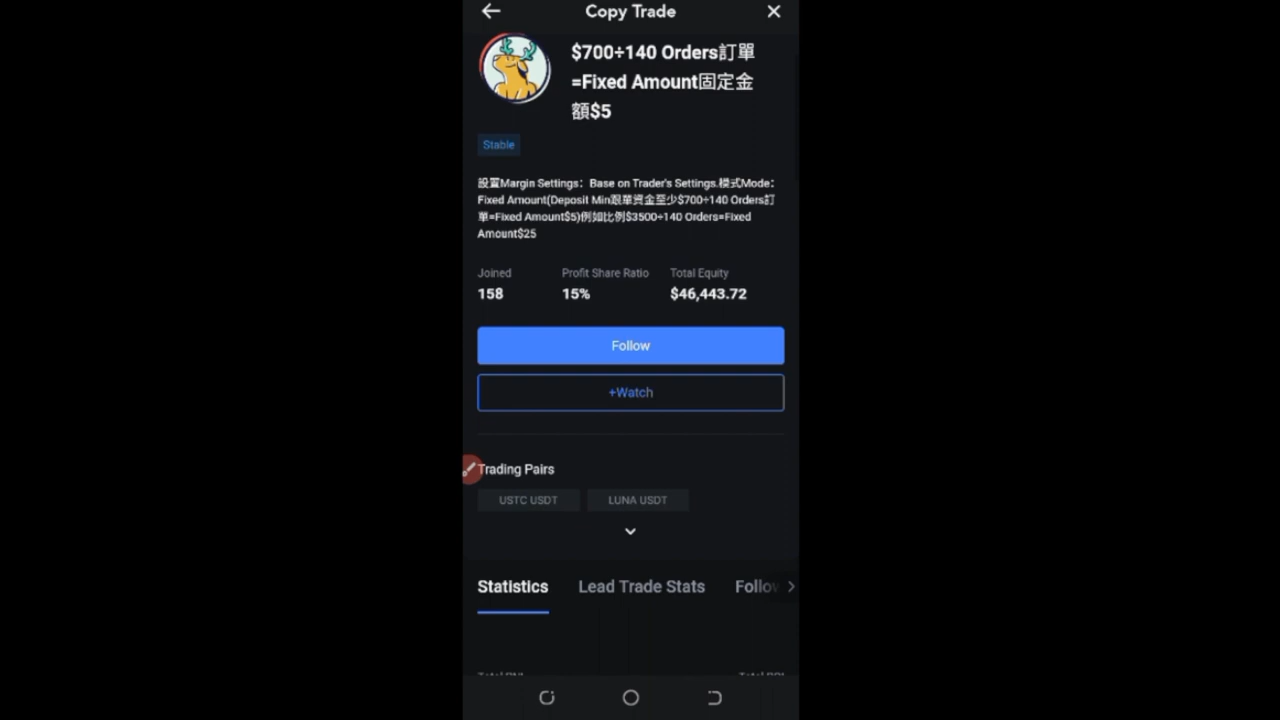 Copy Trade
$700÷140 Orders訂單
=Fixed Amount固定金
額$5
Stable
設置Margin Settings：Base on Trader's Settings.模式Mode：
Fixed Amount(Deposit Min跟單資金至少$700÷140 Orders訂
單=Fixed Amount$5)例如比例$3500÷140 Orders=Fixed
Amount$25
Joined Profit Share Ratio Total Equity
158 15% $46,443.72
Follow
+Watch
Trading Pairs
USTC USDT LUNA USDT
Statistics Lead Trade Stats Follow